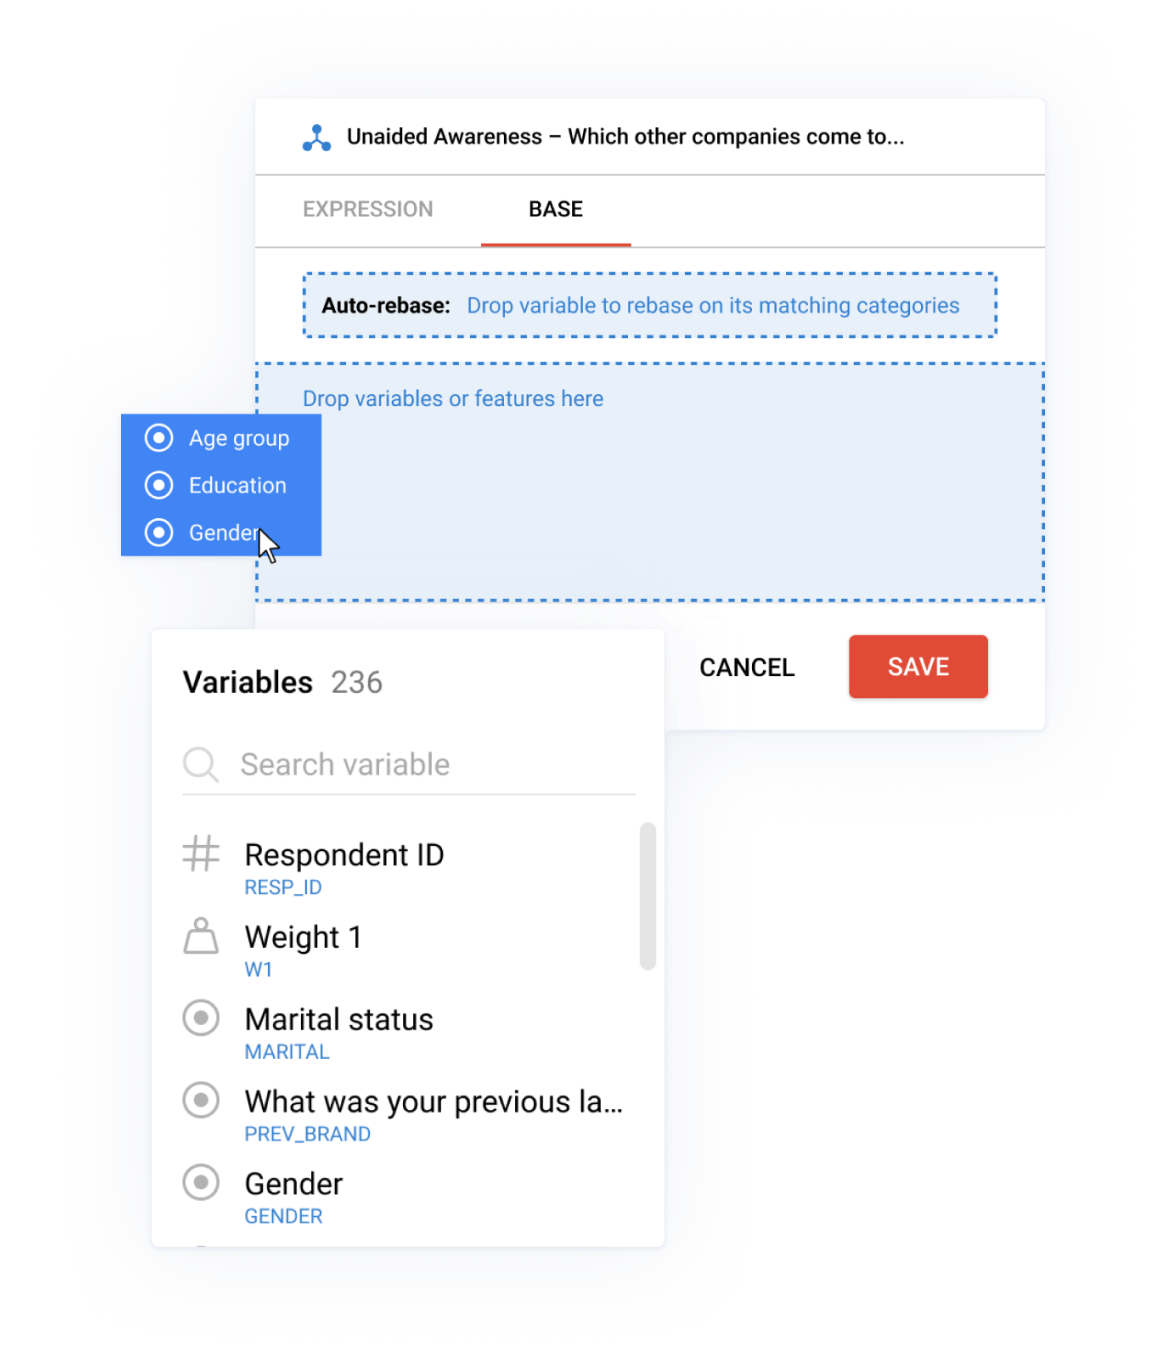 Unaided Awareness – Which other companies come to...
EXPRESSION BASE
Auto-rebase: Drop variable to rebase on its matching categories
Drop variables or features here
Age group
Education
Gender
CANCEL SAVE
Variables 236
Search variable
Respondent ID
RESP_ID
Weight 1
W1
Marital status
MARITAL
What was your previous la...
PREV_BRAND
Gender
GENDER